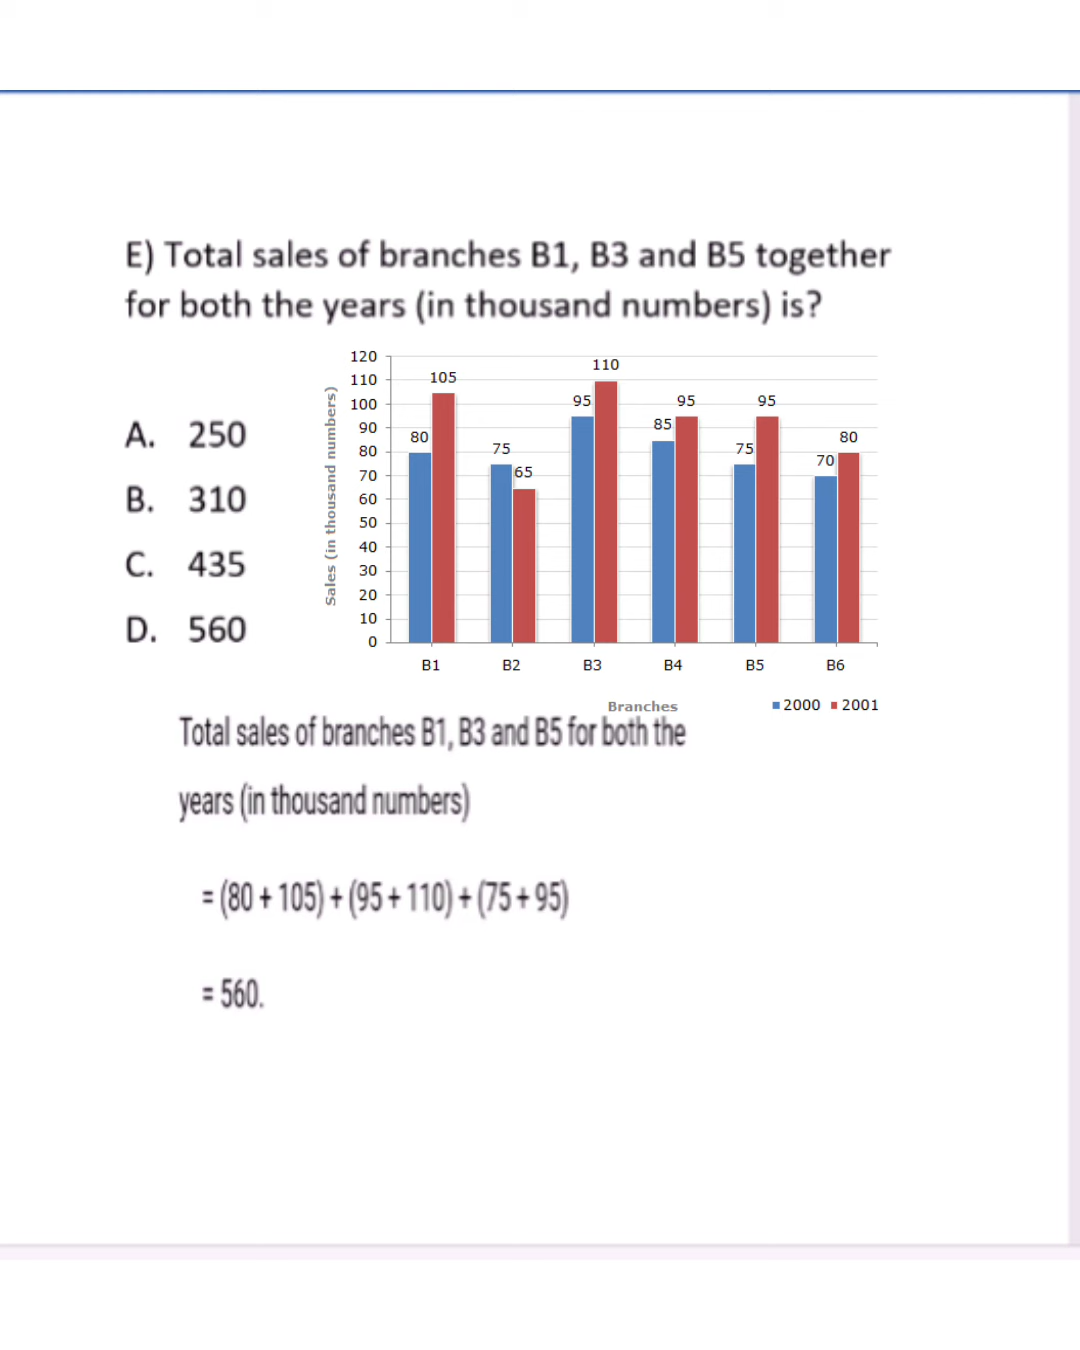 E) Total sales of branches B1, B3 and B5 together
for both the years (in thousand numbers) is?
A. 250
B. 310
C. 435
D. 560
Sales (in thousand numbers)
120
110
100
90
80
70
60
50
40
30
20
10
0
80 105
75 65
95 110
85 95
75 95
70 80
B1 B2 B3 B4 B5 B6
Branches
2000 2001
Total sales of branches B1, B3 and B5 for both the
years (in thousand numbers)
= (80 + 105) + (95 + 110) + (75 + 95)
= 560.